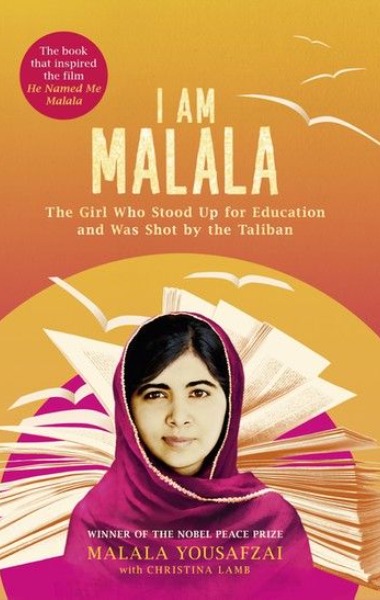 The book
that inspired
the film
He Named Me
Malala
I AM
MALALA
The Girl Who Stood Up for Education
and Was Shot by the Taliban
WINNER OF THE NOBEL PEACE PRIZE
MALALA YOUSAFZAI
with CHRISTINA LAMB